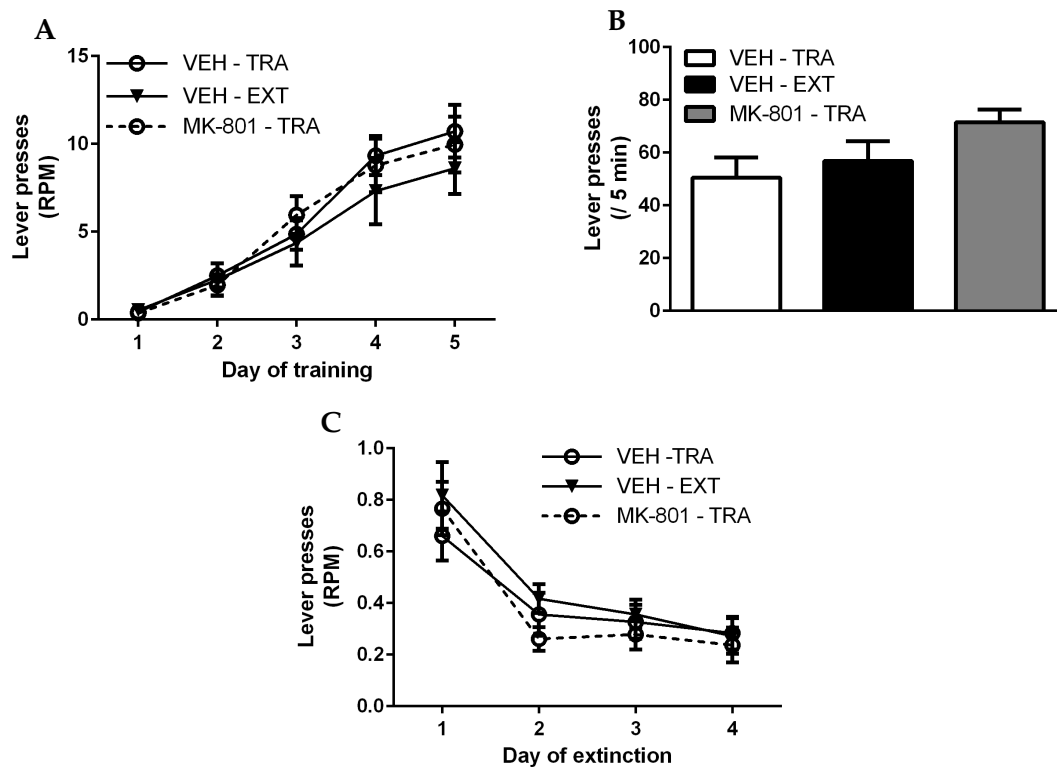 A
15
10
5
0
Lever presses
(RPM)
VEH - TRA
VEH - EXT
MK-801 - TRA
1 2 3 4 5
Day of training
B
100
80
60
40
20
0
Lever presses
(/ 5 min)
VEH - TRA
VEH - EXT
MK-801 - TRA
C
1.0
0.8
0.6
0.4
0.2
0.0
Lever presses
(RPM)
VEH -TRA
VEH - EXT
MK-801 - TRA
1 2 3 4
Day of extinction